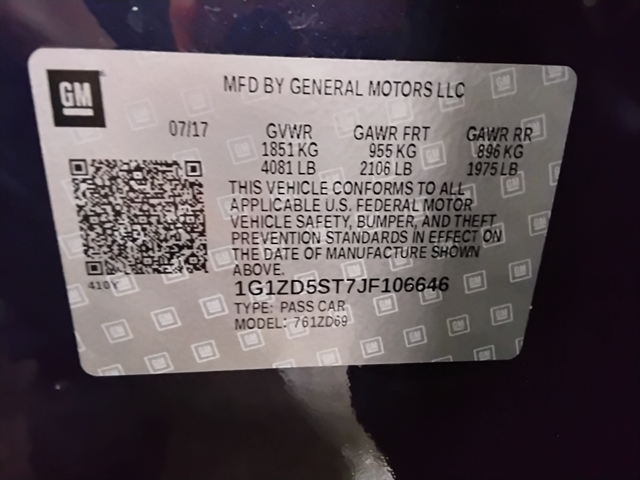 GM
MFD BY GENERAL MOTORS LLC
07/17 GVWR GAWR FRT GAWR RR
1851 KG 955 KG 896 KG
4081 LB 2106 LB 1975 LB
THIS VEHICLE CONFORMS TO ALL
APPLICABLE U.S. FEDERAL MOTOR
VEHICLE SAFETY, BUMPER, AND THEFT
PREVENTION STANDARDS IN EFFECT ON
THE DATE OF MANUFACTURE SHOWN
ABOVE.
410Y
1G1ZD5ST7JF106646
TYPE: PASS CAR
MODEL: 761ZD69